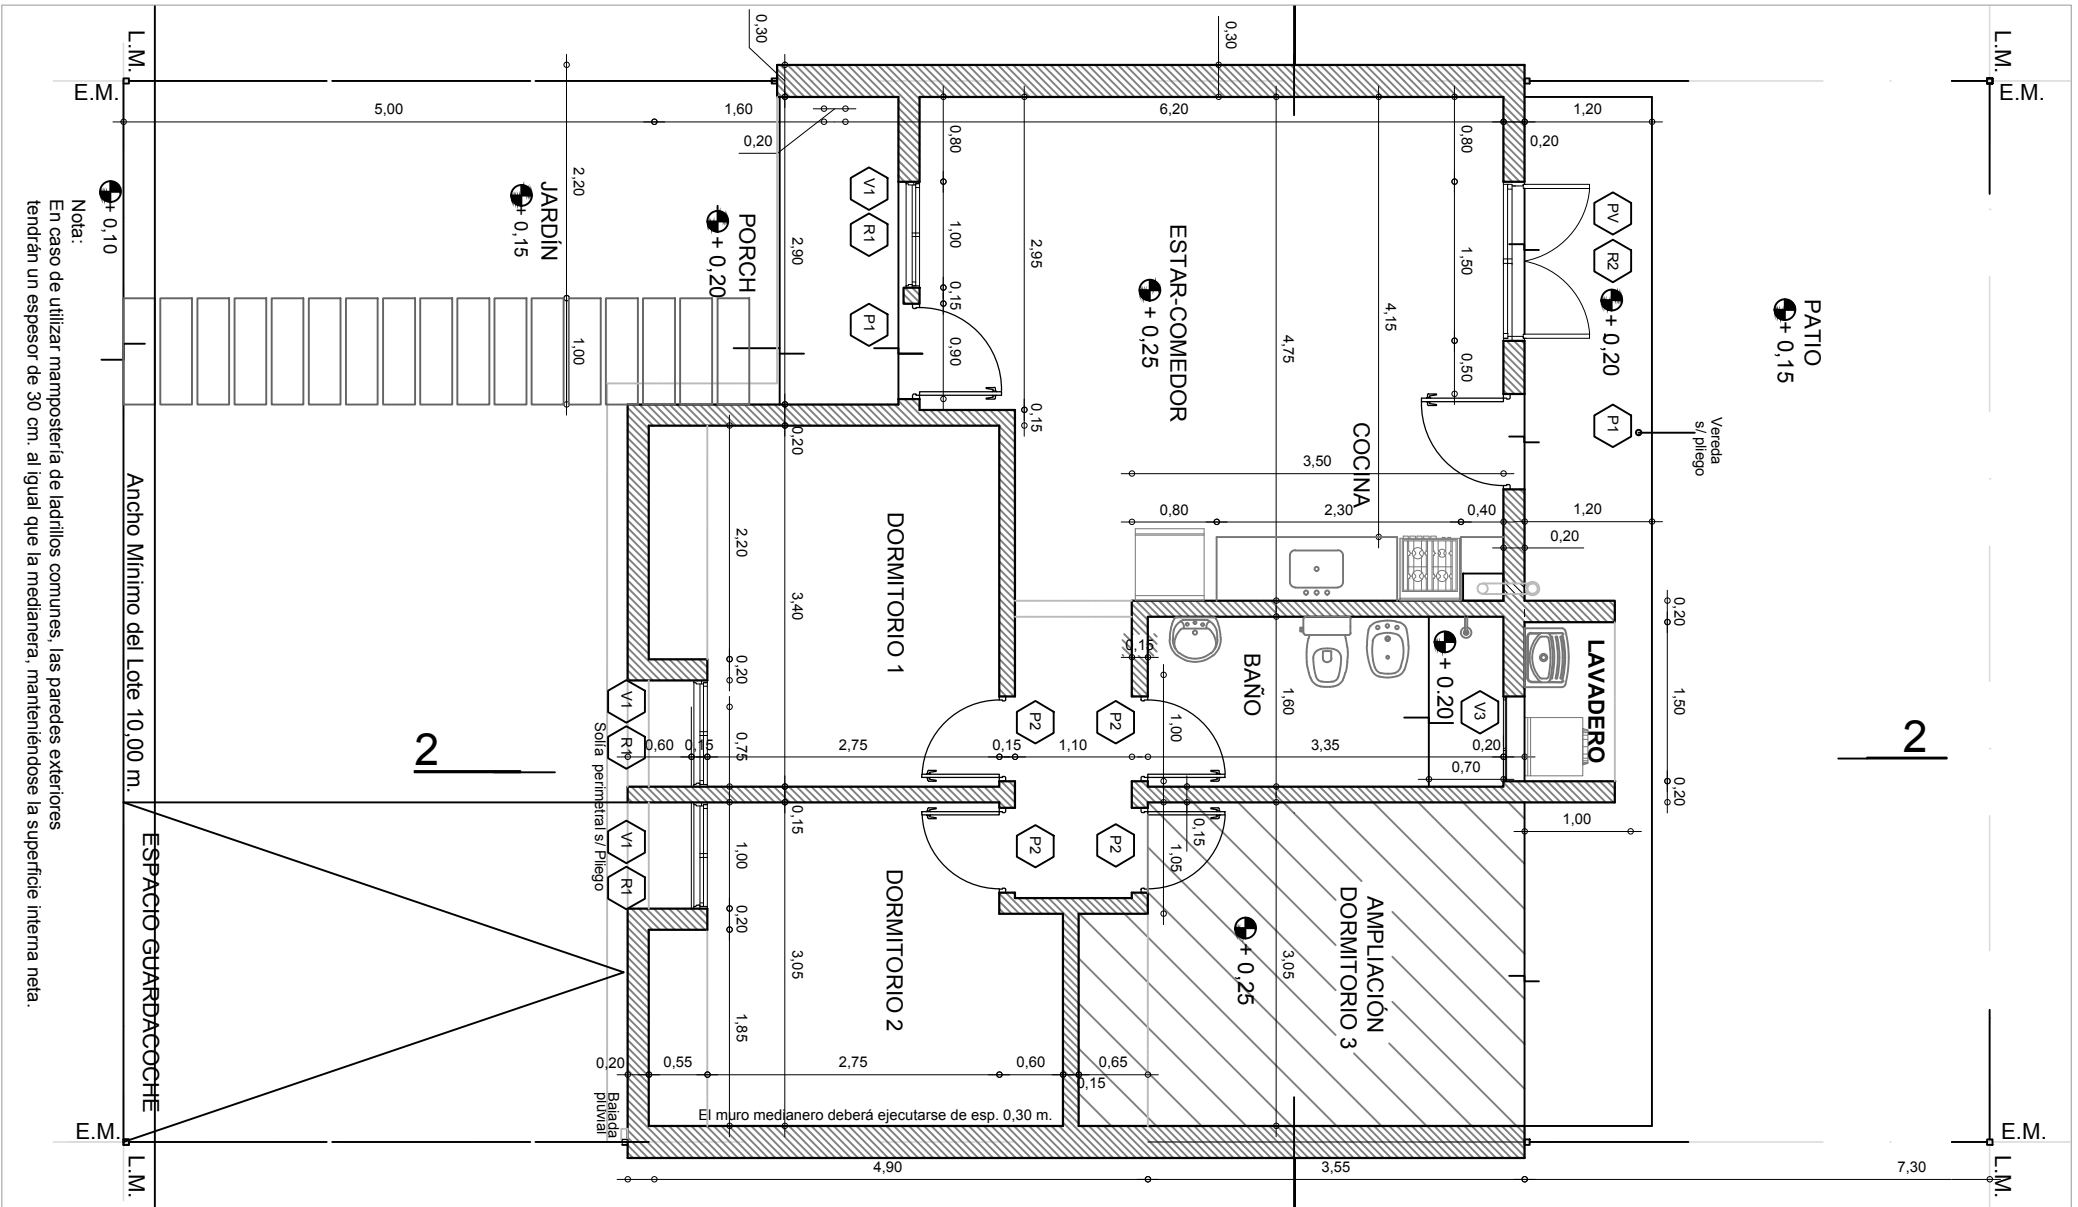 L.M.
E.M.
0,30
0,30
L.M.
E.M.
5,00
1,60
6,20
1,20
0,20
0,20
0,80
0,80
+ 0,10
JARDÍN
+ 0,15
2,20
PORCH
+ 0,20
2,90
V1
R1
P1
1,00
0,15
0,90
2,95
0,15
ESTAR-COMEDOR
+ 0,25
4,75
4,15
1,50
0,50
PV
R2
+ 0,20
P1
PATIO
+ 0,15
Vereda
s/ pliego
1,00
Nota:
En caso de utilizar mampostería de ladrillos comunes, las paredes exteriores
tendrán un espesor de 30 cm. al igual que la medianera, manteniéndose la superficie interna neta.
Ancho Mínimo del Lote 10,00 m.
0,20
COCINA
3,50
0,80
2,30
0,40
1,20
0,20
DORMITORIO 1
2,20
3,40
0,20
0,75
V1
R1
Solía perimetral s/ Pliego
0,60
0,15
2,75
0,15
1,10
3,35
0,20
0,70
P2
P2
0,15
1,00
BAÑO
1,60
+ 0.20
V3
LAVADERO
0,20
1,50
0,20
1,00
2
2
ESPACIO GUARDACOCHE
V1
R1
0,15
1,00
0,20
1,85
3,05
DORMITORIO 2
P2
P2
0,15
1,05
+ 0,25
3,05
AMPLIACIÓN
DORMITORIO 3
0,20
0,55
2,75
0,60
0,15
0,65
Bajada
pluvial
El muro medianero deberá ejecutarse de esp. 0,30 m.
E.M.
L.M.
4,90
3,55
7,30
E.M.
L.M.